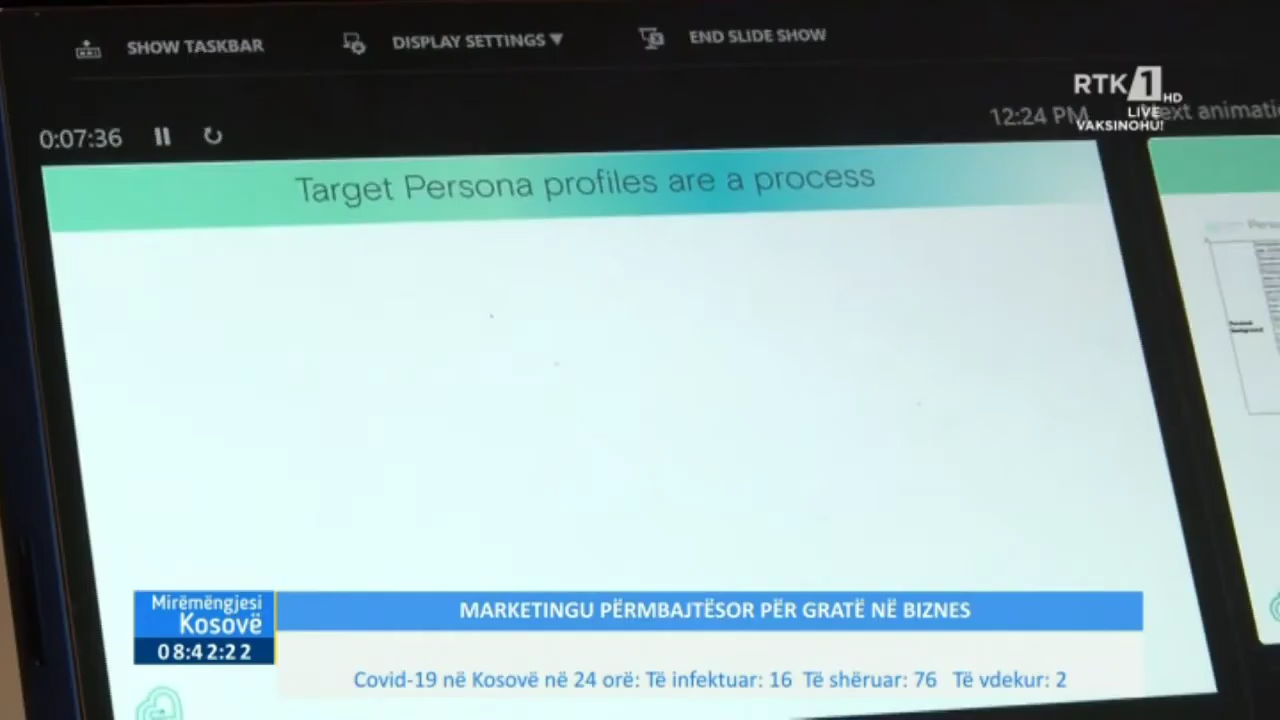 SHOW TASKBAR DISPLAY SETTINGS ▼ END SLIDE SHOW
RTK 1 HD
LIVE
VAKSINOHU!
0:07:36 12:24 PM
Target Persona profiles are a process
Mirëmëngjesi
Kosovë
08:42:22
MARKETINGU PËRMBAJTËSOR PËR GRATË NË BIZNES
Covid-19 në Kosovë në 24 orë: Të infektuar: 16 Të shëruar: 76 Të vdekur: 2